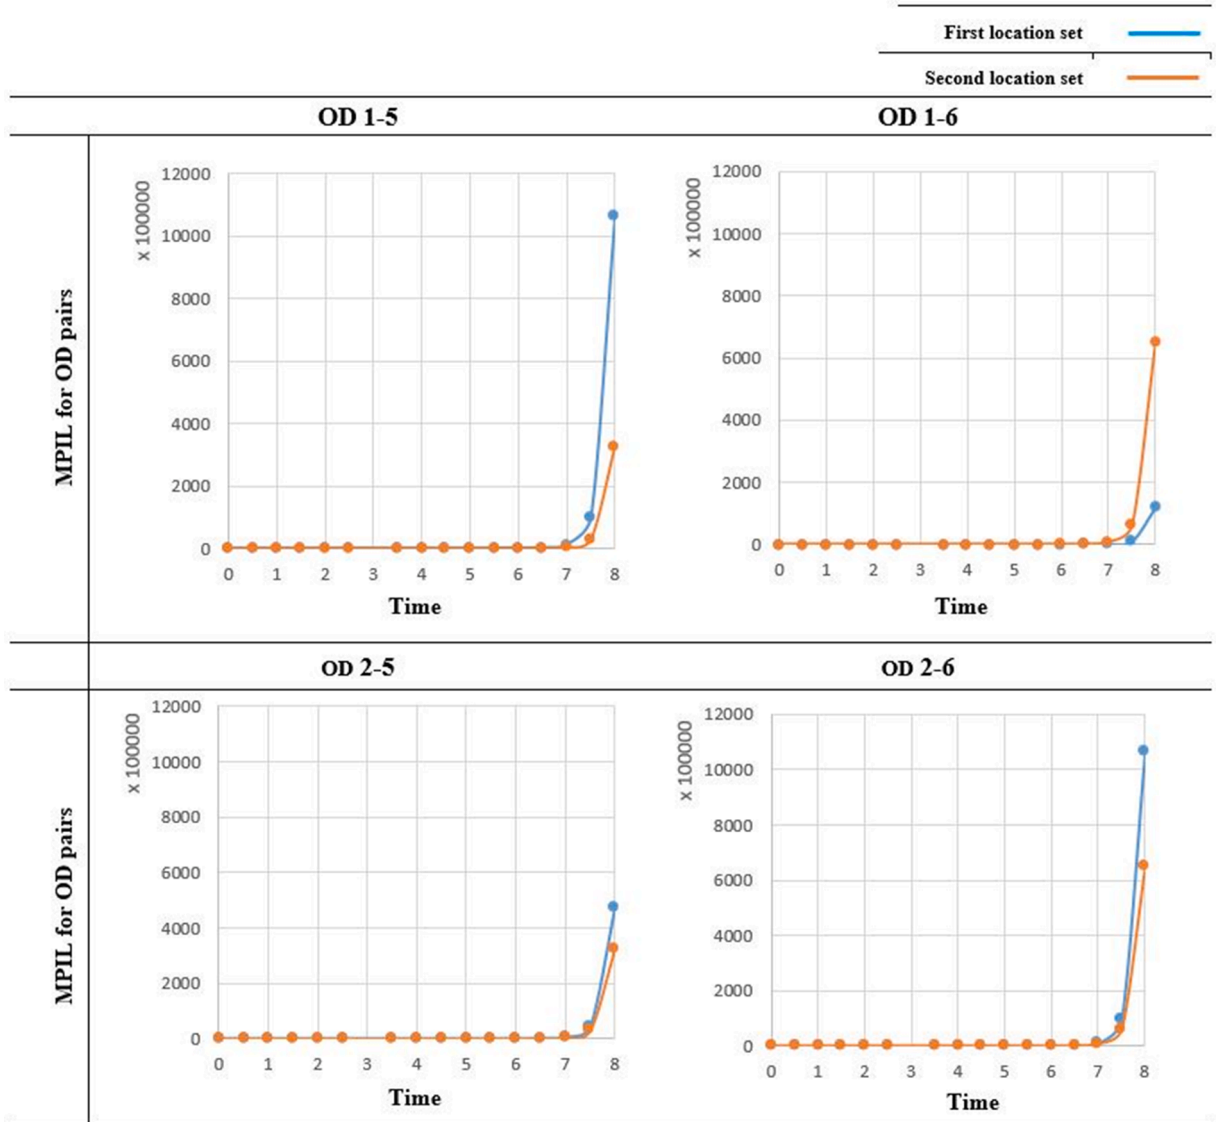 First location set
Second location set
OD 1-5
OD 1-6
MPIL for OD pairs
x 100000
12000
10000
8000
6000
4000
2000
0
0 1 2 3 4 5 6 7 8
Time
x 100000
12000
10000
8000
6000
4000
2000
0
0 1 2 3 4 5 6 7 8
Time
OD 2-5
OD 2-6
MPIL for OD pairs
x 100000
12000
10000
8000
6000
4000
2000
0
0 1 2 3 4 5 6 7 8
Time
x 100000
12000
10000
8000
6000
4000
2000
0
0 1 2 3 4 5 6 7 8
Time